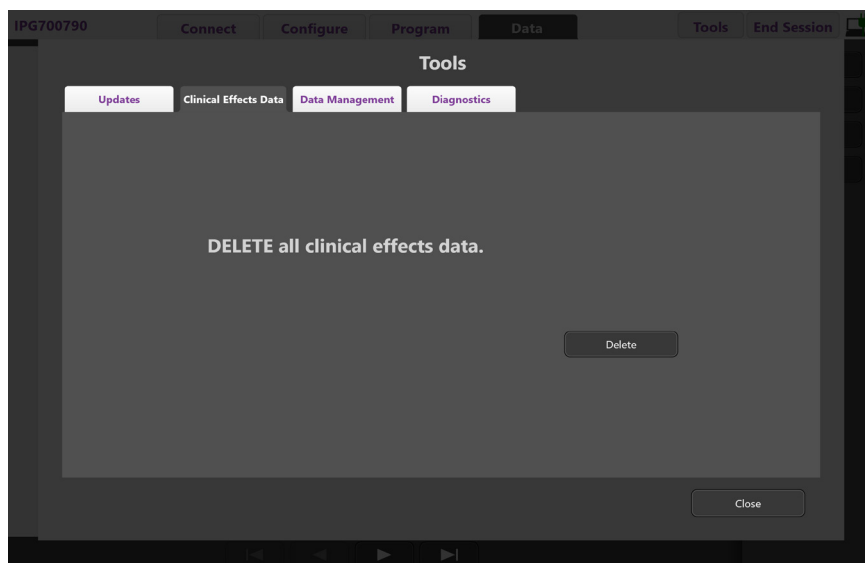 IPG700790
Connect
Configure
Program
Data
Tools
End Session
Tools
Updates
Clinical Effects Data
Data Management
Diagnostics
DELETE all clinical effects data.
Delete
Close